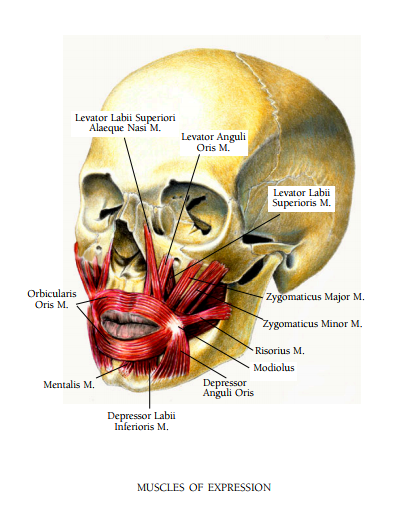 Levator Labii Superiori
Alaeque Nasi M.
Levator Anguli
Oris M.
Levator Labii
Superioris M.
Orbicularis
Oris M.
Zygomaticus Major M.
Zygomaticus Minor M.
Risorius M.
Modiolus
Mentalis M.
Depressor
Anguli Oris
Depressor Labii
Inferioris M.
MUSCLES OF EXPRESSION